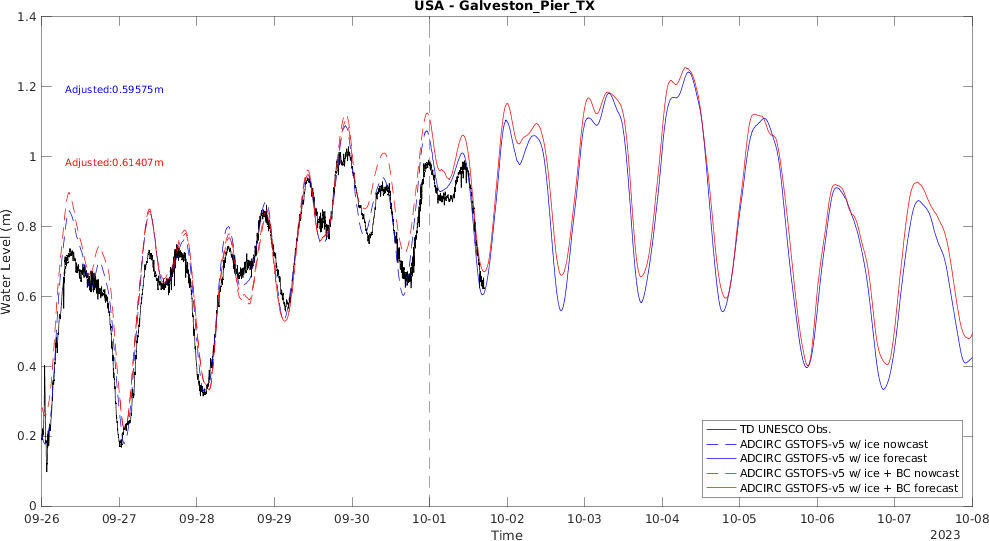 USA - Galveston_Pier_TX
1.4
1.2
1
0.8
0.6
0.4
0.2
0
Water Level (m)
Adjusted:0.59575m
Adjusted:0.61407m
TD UNESCO Obs.
ADCIRC GSTOFS-v5 w/ ice nowcast
ADCIRC GSTOFS-v5 w/ ice forecast
ADCIRC GSTOFS-v5 w/ ice + BC nowcast
ADCIRC GSTOFS-v5 w/ ice + BC forecast
09-26 09-27 09-28 09-29 09-30 10-01 10-02 10-03 10-04 10-05 10-06 10-07 10-08
Time
2023